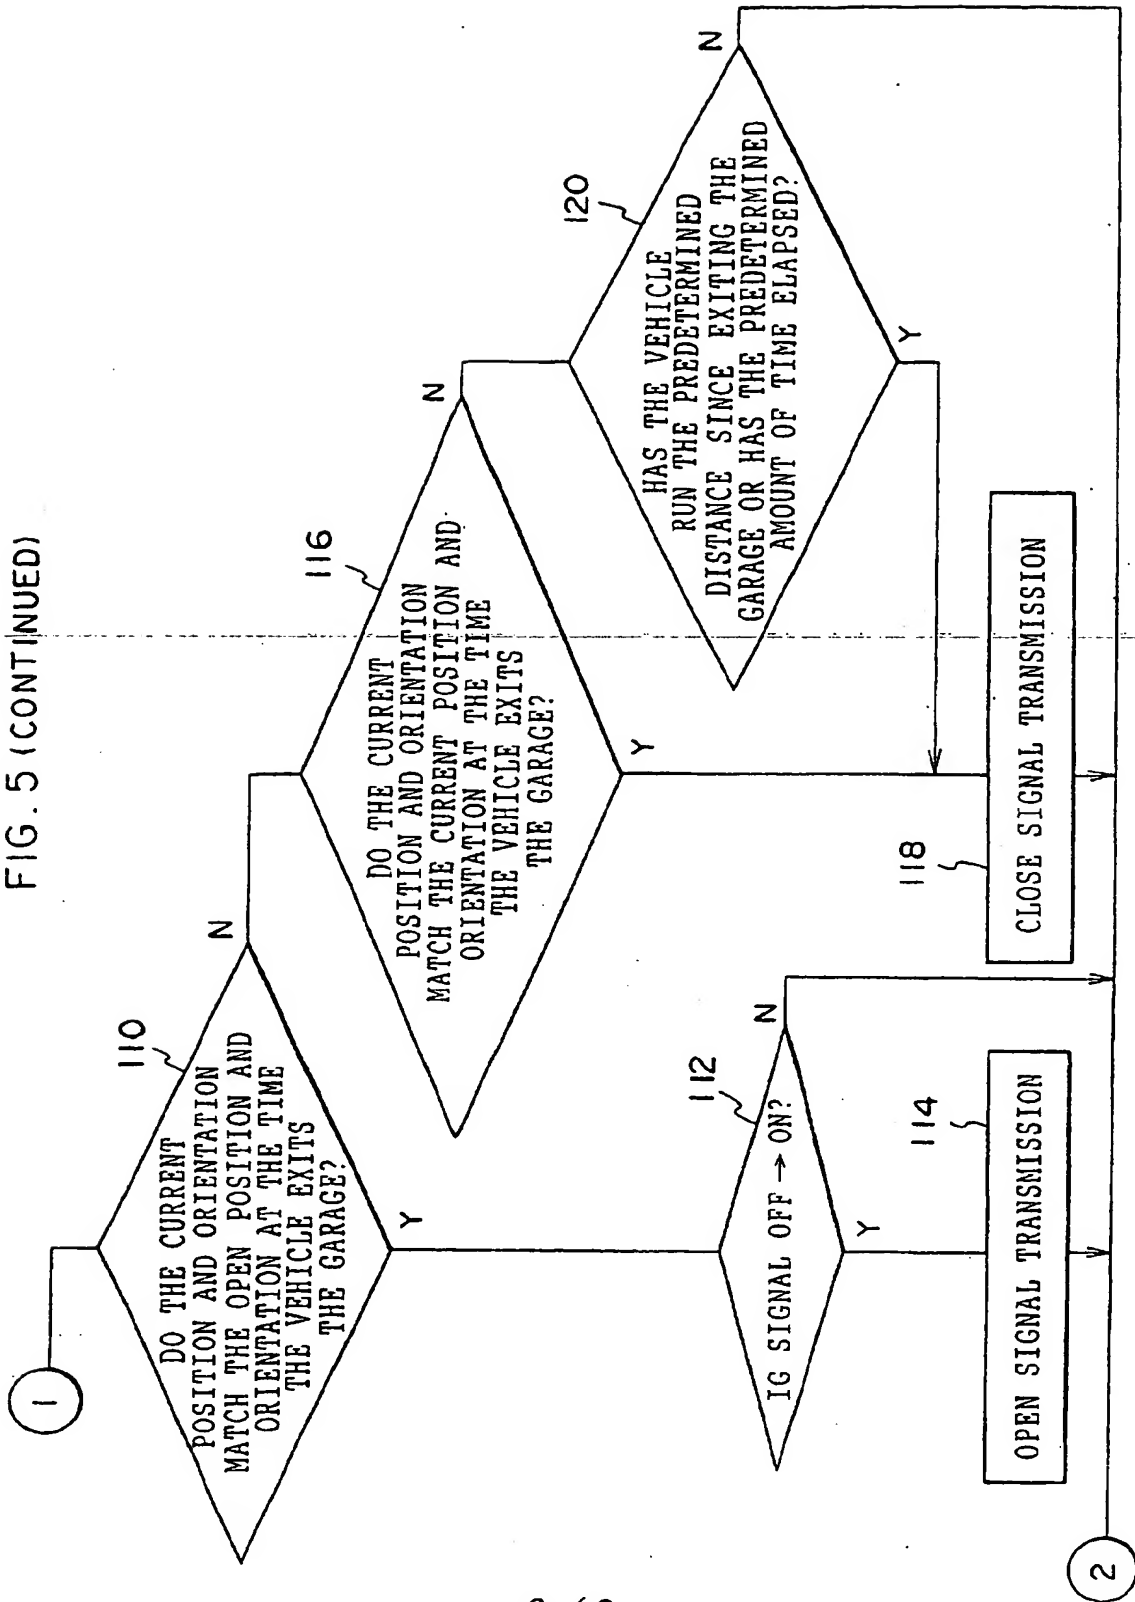 FIG. 5 (CONTINUED)
1
110
DO THE CURRENT
POSITION AND ORIENTATION
MATCH THE OPEN POSITION AND
ORIENTATION AT THE TIME
THE VEHICLE EXITS
THE GARAGE?
N
Y
112
IG SIGNAL OFF → ON?
N
Y
114
OPEN SIGNAL TRANSMISSION
116
DO THE CURRENT
POSITION AND ORIENTATION
MATCH THE CURRENT POSITION AND
ORIENTATION AT THE TIME
THE VEHICLE EXITS
THE GARAGE?
N
Y
118
CLOSE SIGNAL TRANSMISSION
120
HAS THE VEHICLE
RUN THE PREDETERMINED
DISTANCE SINCE EXITING THE
GARAGE OR HAS THE PREDETERMINED
AMOUNT OF TIME ELAPSED?
N
Y
2